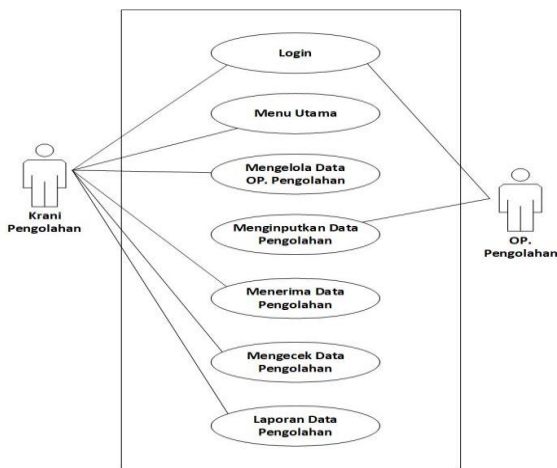 Login
Menu Utama
Mengelola Data
OP. Pengolahan
Krani
Pengolahan
Menginputkan Data
Pengolahan
OP.
Pengolahan
Menerima Data
Pengolahan
Mengecek Data
Pengolahan
Laporan Data
Pengolahan